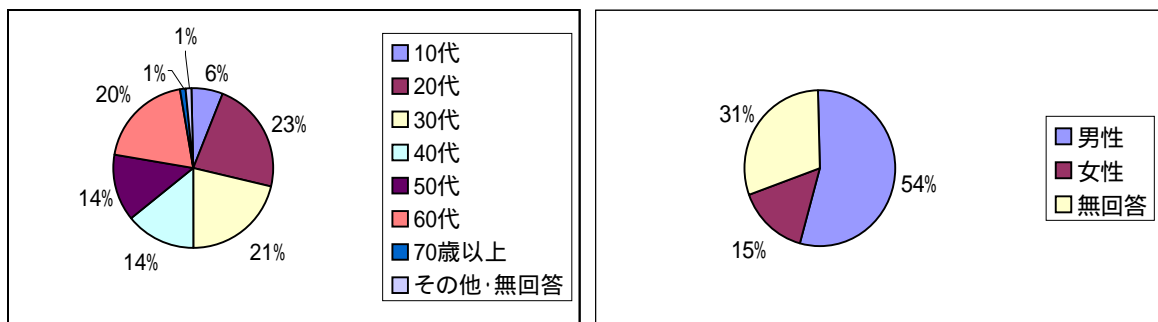 1%
1%
6%
20%
23%
14%
14%
21%
10代
20代
30代
40代
50代
60代
70歳以上
その他･無回答
31%
54%
15%
男性
女性
無回答